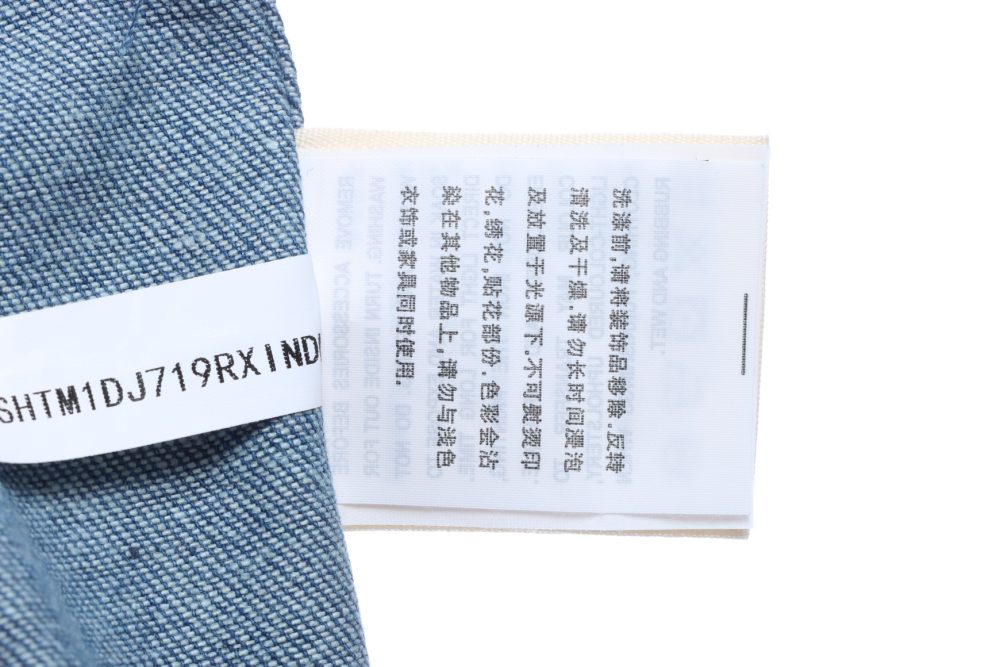 SHTM1DJ719RXIND
洗涤前,请将装饰品移除.反转
清洗及干燥.请勿长时间浸泡
及放置于光源下.不可熨烫印
花,绣花,贴花部份.色彩会沾
染在其他物品上,请勿与浅色
衣饰或家具同时使用.